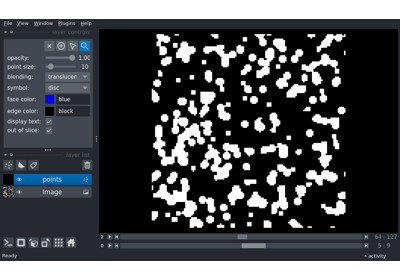 File View Window Plugins Help
layer controls
opacity: 1.00
point size: 10
blending: translucen
symbol: disc
face color: blue
edge color: black
display text:
out of slice:
layer list
points
Image
2 64 127
0 5 9
Ready activity